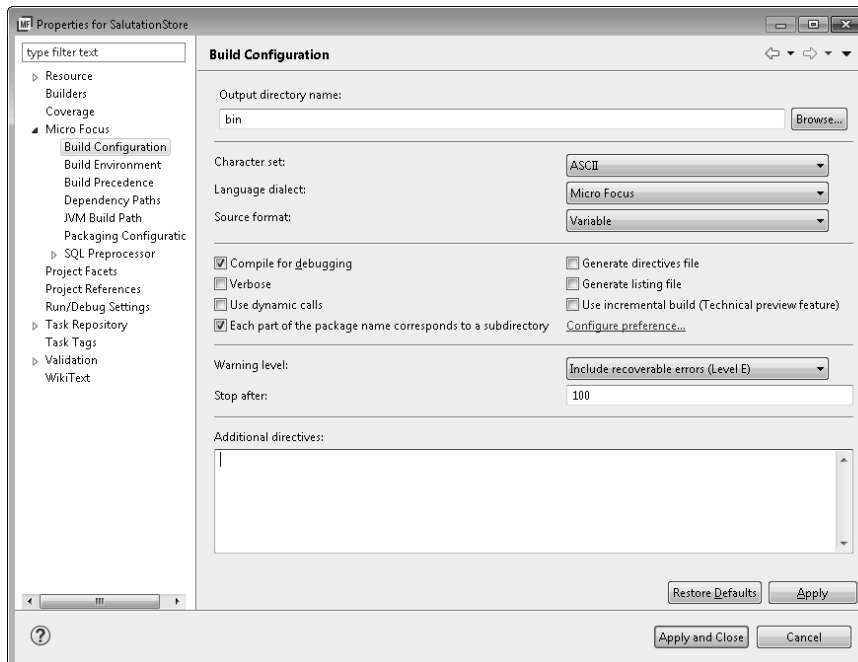 MF Properties for SalutationStore
type filter text
Resource
Builders
Coverage
Micro Focus
Build Configuration
Build Environment
Build Precedence
Dependency Paths
JVM Build Path
Packaging Configuratic
SQL Preprocessor
Project Facets
Project References
Run/Debug Settings
Task Repository
Task Tags
Validation
WikiText
Build Configuration
Output directory name:
bin
Browse...
Character set:
ASCII
Language dialect:
Micro Focus
Source format:
Variable
Compile for debugging
Generate directives file
Verbose
Generate listing file
Use dynamic calls
Use incremental build (Technical preview feature)
Each part of the package name corresponds to a subdirectory
Configure preference...
Warning level:
Include recoverable errors (Level E)
Stop after:
100
Additional directives:
Restore Defaults
Apply
?
Apply and Close
Cancel